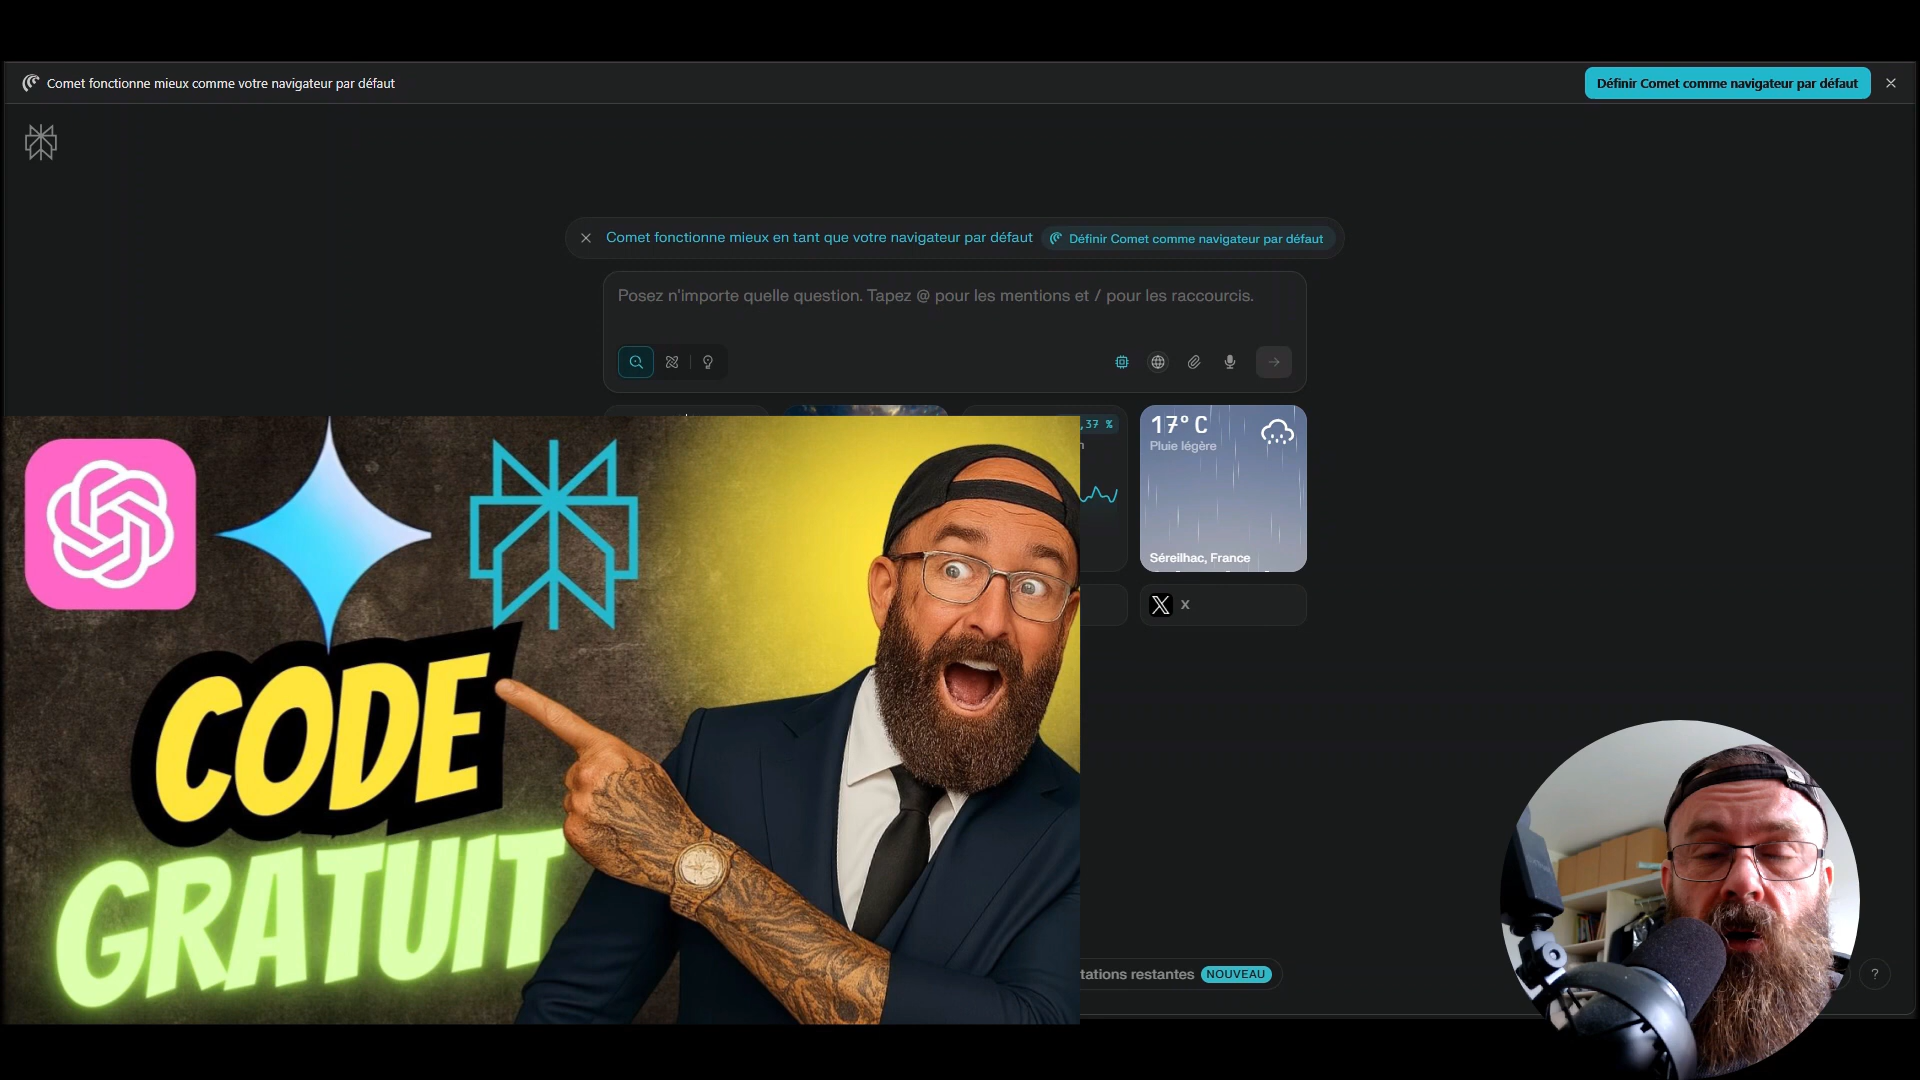 Comet fonctionne mieux comme votre navigateur par défaut
Définir Comet comme navigateur par défaut
Comet fonctionne mieux en tant que votre navigateur par défaut
Définir Comet comme navigateur par défaut
Posez n'importe quelle question. Tapez @ pour les mentions et / pour les raccourcis.
,37 %
17° C
Pluie légère
Séreilhac, France
X
CODE
GRATUIT
restantes NOUVEAU
?